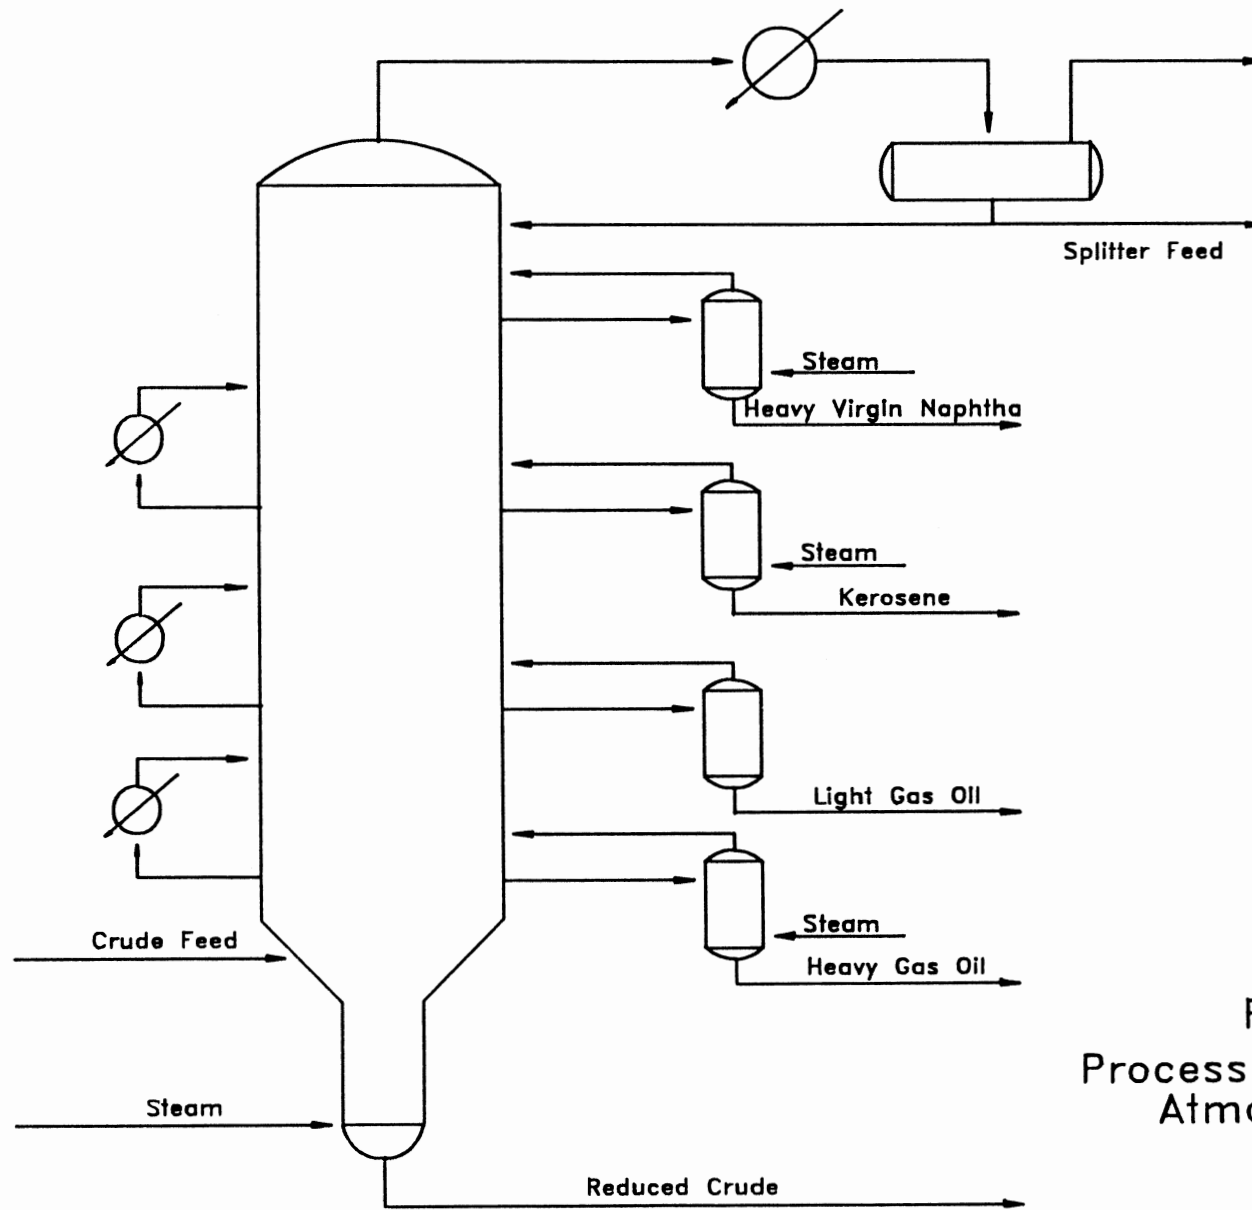 Splitter Feed
Steam
Heavy Virgin Naphtha
Steam
Kerosene
Light Gas Oil
Steam
Crude Feed
Heavy Gas Oil
Process
Steam
Reduced Crude